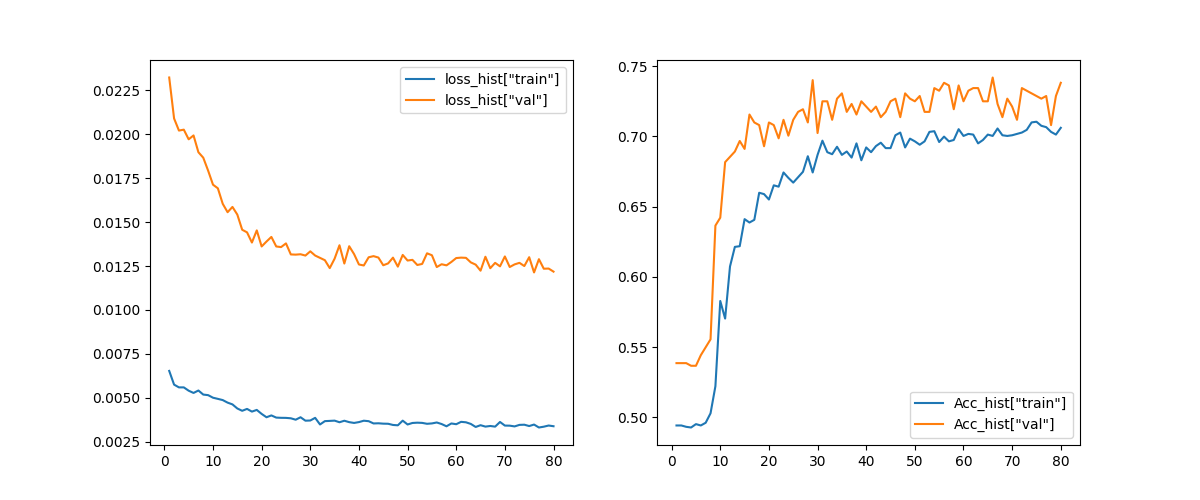 loss_hist["train"]
loss_hist["val"]
0.0225
0.0200
0.0175
0.0150
0.0125
0.0100
0.0075
0.0050
0.0025
0 10 20 30 40 50 60 70 80
0.75
0.70
0.65
0.60
0.55
0.50
Acc_hist["train"]
Acc_hist["val"]
0 10 20 30 40 50 60 70 80